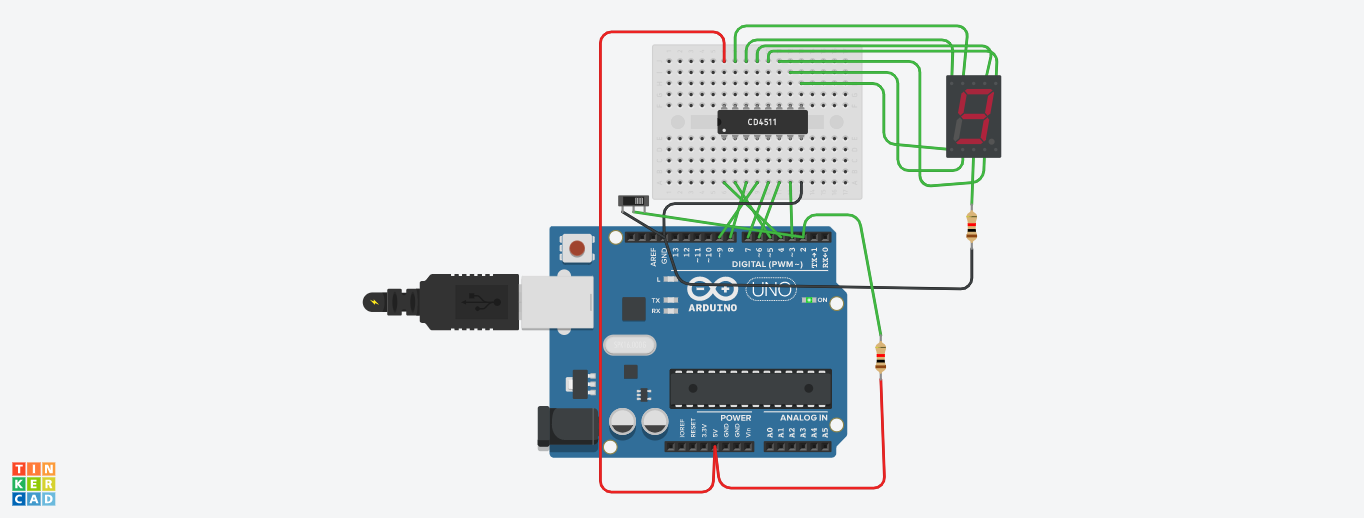 CD4511
AREF
GND
13
12
~11
~10
~9
8
7
~6
~5
4
~3
2
TX→1
RX←0
DIGITAL (PWM~)
L
TX
RX
UNO
ARDUINO
ON
POWER
ANALOG IN
IOREF
RESET
3.3V
5V
GND
GND
Vin
A0
A1
A2
A3
A4
A5
TIN
KER
CAD
9